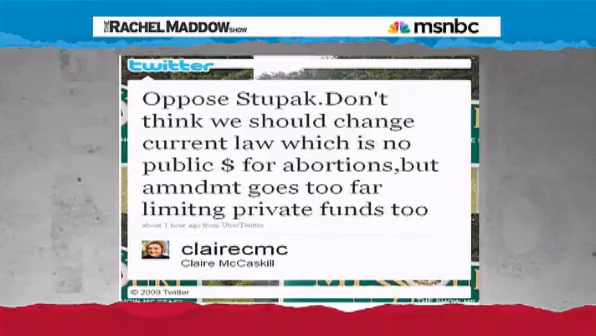 THE RACHEL MADDOW SHOW
msnbc
twitter
Oppose Stupak.Don't
think we should change
current law which is no
public $ for abortions,but
amndmt goes too far
limitng private funds too
about 1 hour ago from UberTwitter
clairecmc
Claire McCaskill
© 2009 Twitter